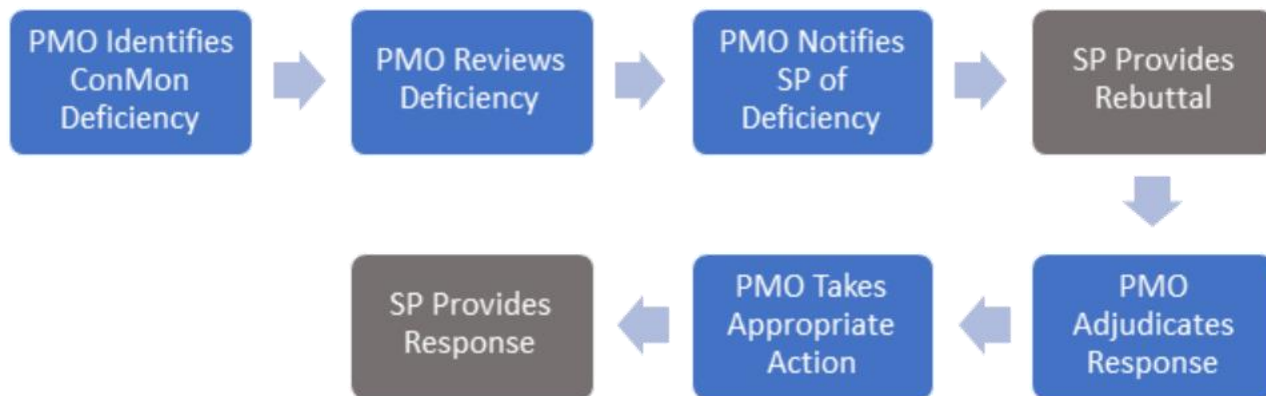 PMO Identifies
ConMon
Deficiency
PMO Reviews
Deficiency
PMO Notifies
SP of
Deficiency
SP Provides
Rebuttal
PMO
Adjudicates
Response
PMO Takes
Appropriate
Action
SP Provides
Response